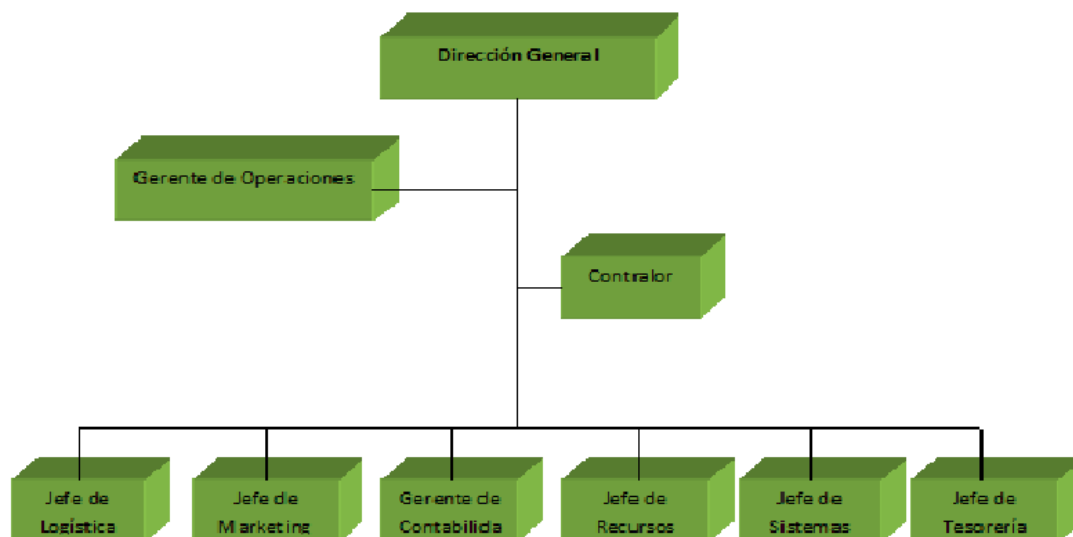 Dirección General
Gerente de Operaciones
Contralor
Jefe de
Logística
Jefe de
Marketing
Gerente de
Contabilida
Jefe de
Recursos
Jefe de
Sistemas
Jefe de
Tesorería